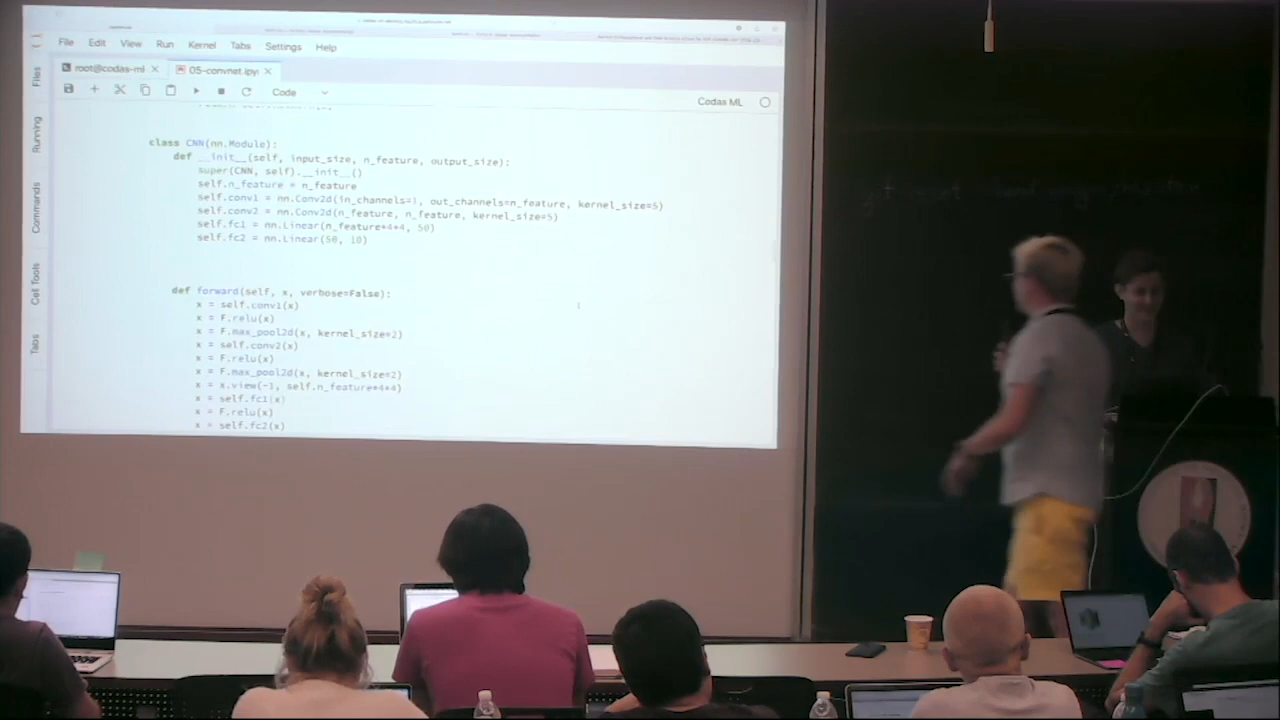 File Edit View Run Kernel Tabs Settings Help
root@codas-ml 05-convnet.ipy
Code
Codas ML
Files
Running
Commands
Cell Tools
Tabs
class CNN(nn.Module):
def __init__(self, input_size, n_feature, output_size):
super(CNN, self).__init__()
self.n_feature = n_feature
self.conv1 = nn.Conv2d(in_channels=1, out_channels=n_feature, kernel_size=5)
self.conv2 = nn.Conv2d(n_feature, n_feature, kernel_size=5)
self.fc1 = nn.Linear(n_feature*4*4, 50)
self.fc2 = nn.Linear(50, 10)
def forward(self, x, verbose=False):
x = self.conv1(x)
x = F.relu(x)
x = F.max_pool2d(x, kernel_size=2)
x = self.conv2(x)
x = F.relu(x)
x = F.max_pool2d(x, kernel_size=2)
x = x.view(-1, self.n_feature*4*4)
x = self.fc1(x)
x = F.relu(x)
x = self.fc2(x)